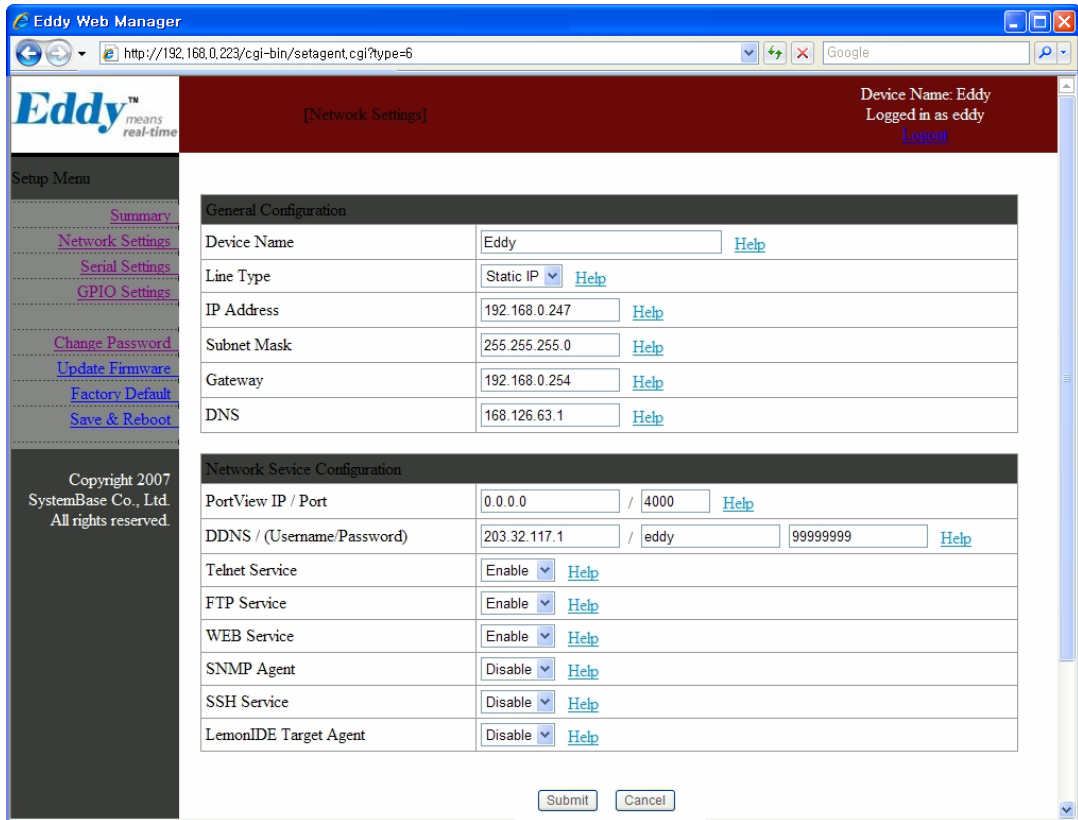 Eddy Web Manager
http://192,168,0,223/cgi-bin/setagent,cgi?type=6
Google
Eddy™ means real-time
[Network Settings]
Device Name: Eddy
Logged in as eddy
Logout
Setup Menu
Summary
Network Settings
Serial Settings
GPIO Settings
Change Password
Update Firmware
Factory Default
Save & Reboot
Copyright 2007
SystemBase Co., Ltd.
All rights reserved.
General Configuration
Device Name Eddy Help
Line Type Static IP Help
IP Address 192.168.0.247 Help
Subnet Mask 255.255.255.0 Help
Gateway 192.168.0.254 Help
DNS 168.126.63.1 Help
Network Sevice Configuration
PortView IP / Port 0.0.0.0 / 4000 Help
DDNS / (Username/Password) 203.32.117.1 / eddy 99999999 Help
Telnet Service Enable Help
FTP Service Enable Help
WEB Service Enable Help
SNMP Agent Disable Help
SSH Service Disable Help
LemonIDE Target Agent Disable Help
Submit Cancel